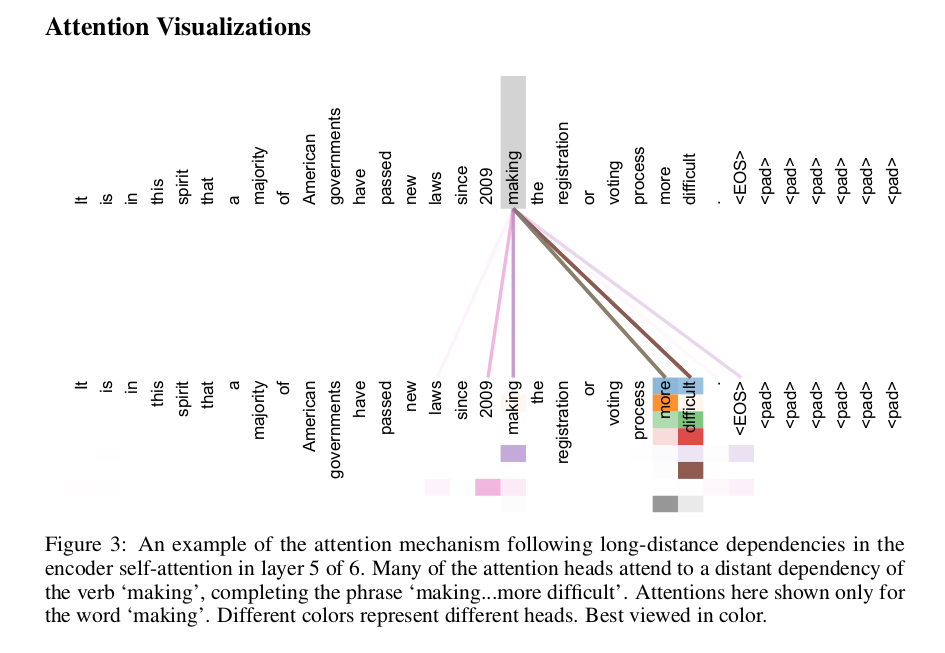 Attention Visualizations
It is in this spirit that a majority of American governments have passed new laws since 2009 making the registration or voting process more difficult . <EOS> <pad> <pad> <pad> <pad> <pad> <pad>
It is in this spirit that a majority of American governments have passed new laws since 2009 making the registration or voting process more difficult . <EOS> <pad> <pad> <pad> <pad> <pad> <pad>
Figure 3: An example of the attention mechanism following long-distance dependencies in the
encoder self-attention in layer 5 of 6. Many of the attention heads attend to a distant dependency of
the verb ‘making’, completing the phrase ‘making...more difficult’. Attentions here shown only for
the word ‘making’. Different colors represent different heads. Best viewed in color.